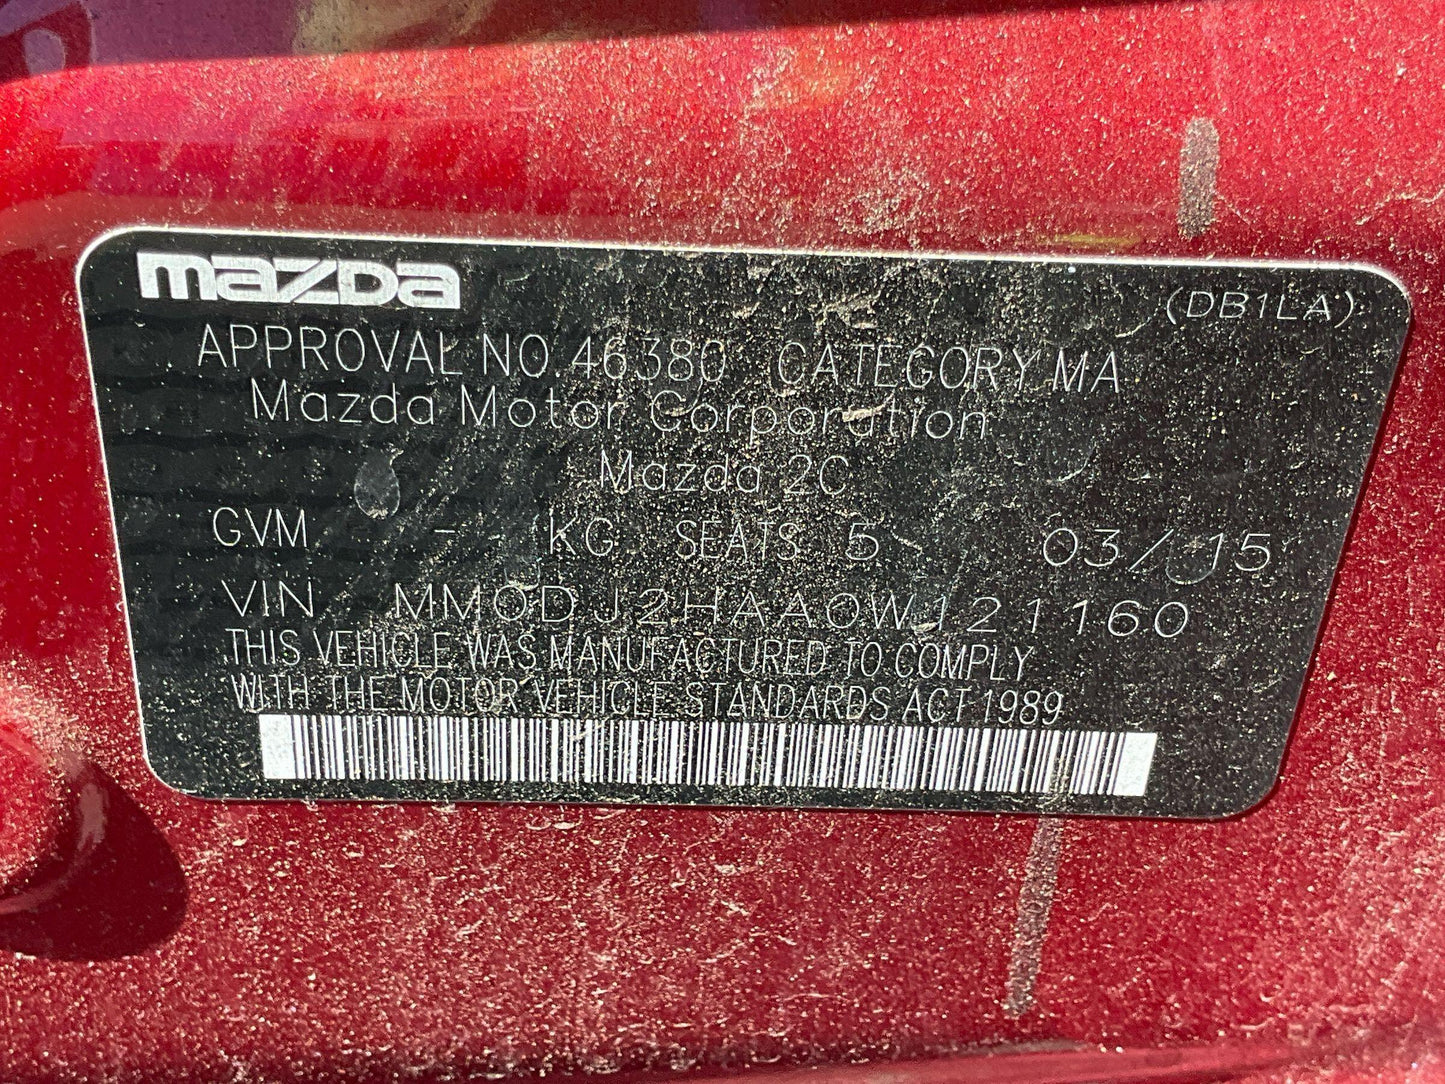 mazda
(DB1LA)
APPROVAL NO.46380 CATEGORY MA
Mazda Motor Corporation
Mazda 2C
GVM - KG SEATS 5 03/15
VIN MM0DJ2HAA0W121160
THIS VEHICLE WAS MANUFACTURED TO COMPLY
WITH THE MOTOR VEHICLE STANDARDS ACT 1989